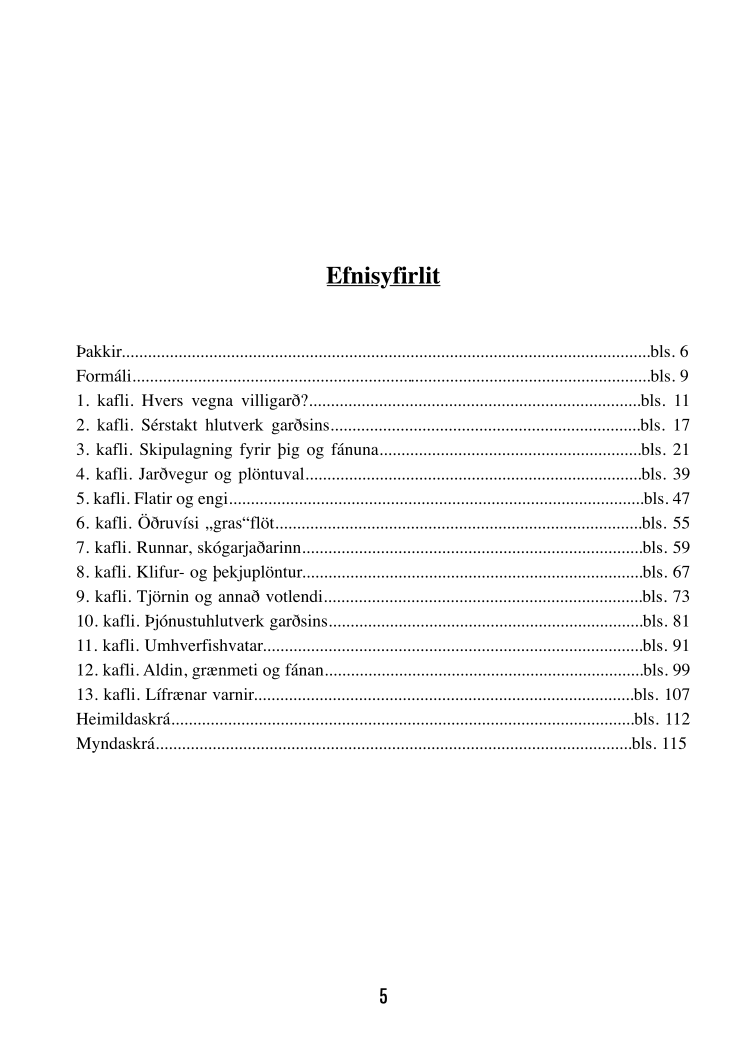 Efnisyfirlit
Þakkir..........................................................................................................................bls. 6
Formáli.......................................................................................................................bls. 9
1. kafli. Hvers vegna villigarð?............................................................................bls. 11
2. kafli. Sérstakt hlutverk garðsins.......................................................................bls. 17
3. kafli. Skipulagning fyrir þig og fánuna............................................................bls. 21
4. kafli. Jarðvegur og plöntuval.............................................................................bls. 39
5. kafli. Flatir og engi...............................................................................................bls. 47
6. kafli. Öðruvísi „gras“flöt....................................................................................bls. 55
7. kafli. Runnar, skógarjaðarinn..............................................................................bls. 59
8. kafli. Klifur- og þekjuplöntur..............................................................................bls. 67
9. kafli. Tjörnin og annað votlendi.........................................................................bls. 73
10. kafli. Þjónustuhlutverk garðsins........................................................................bls. 81
11. kafli. Umhverfishvatar.......................................................................................bls. 91
12. kafli. Aldin, grænmeti og fánan.........................................................................bls. 99
13. kafli. Lífrænar varnir.......................................................................................bls. 107
Heimildaskrá..........................................................................................................bls. 112
Myndaskrá.............................................................................................................bls. 115
5